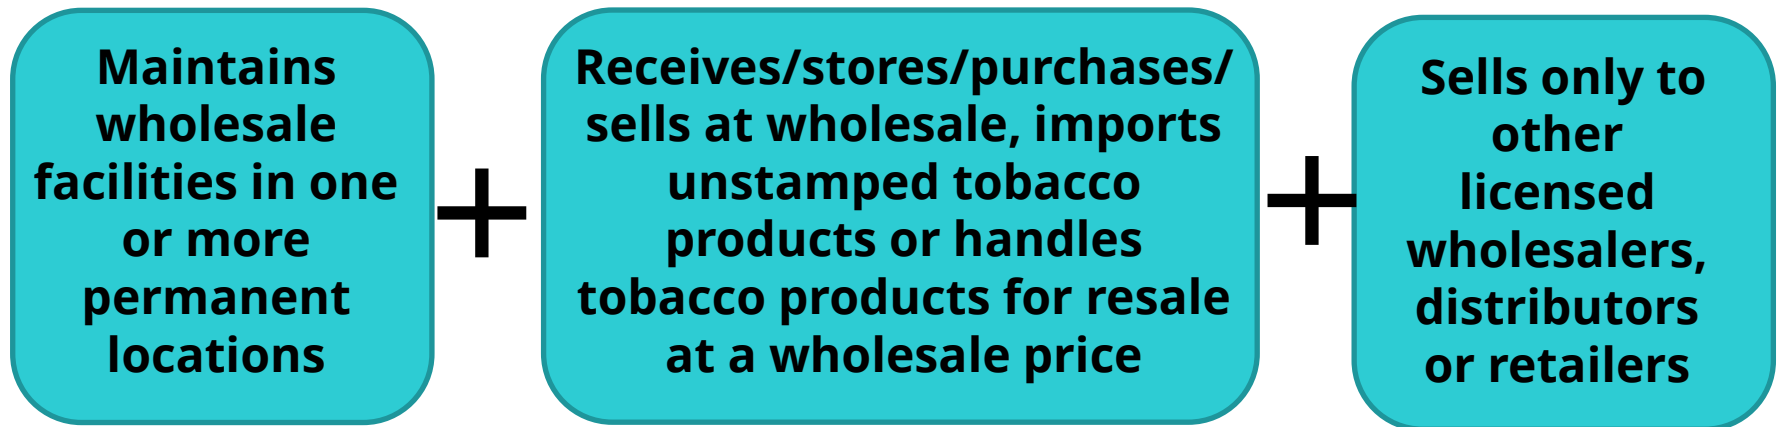 Maintains
wholesale
facilities in one
or more
permanent
locations
Receives/stores/purchases/
sells at wholesale, imports
unstamped tobacco
products or handles
tobacco products for resale
at a wholesale price
Sells only to
other
licensed
wholesalers,
distributors
or retailers